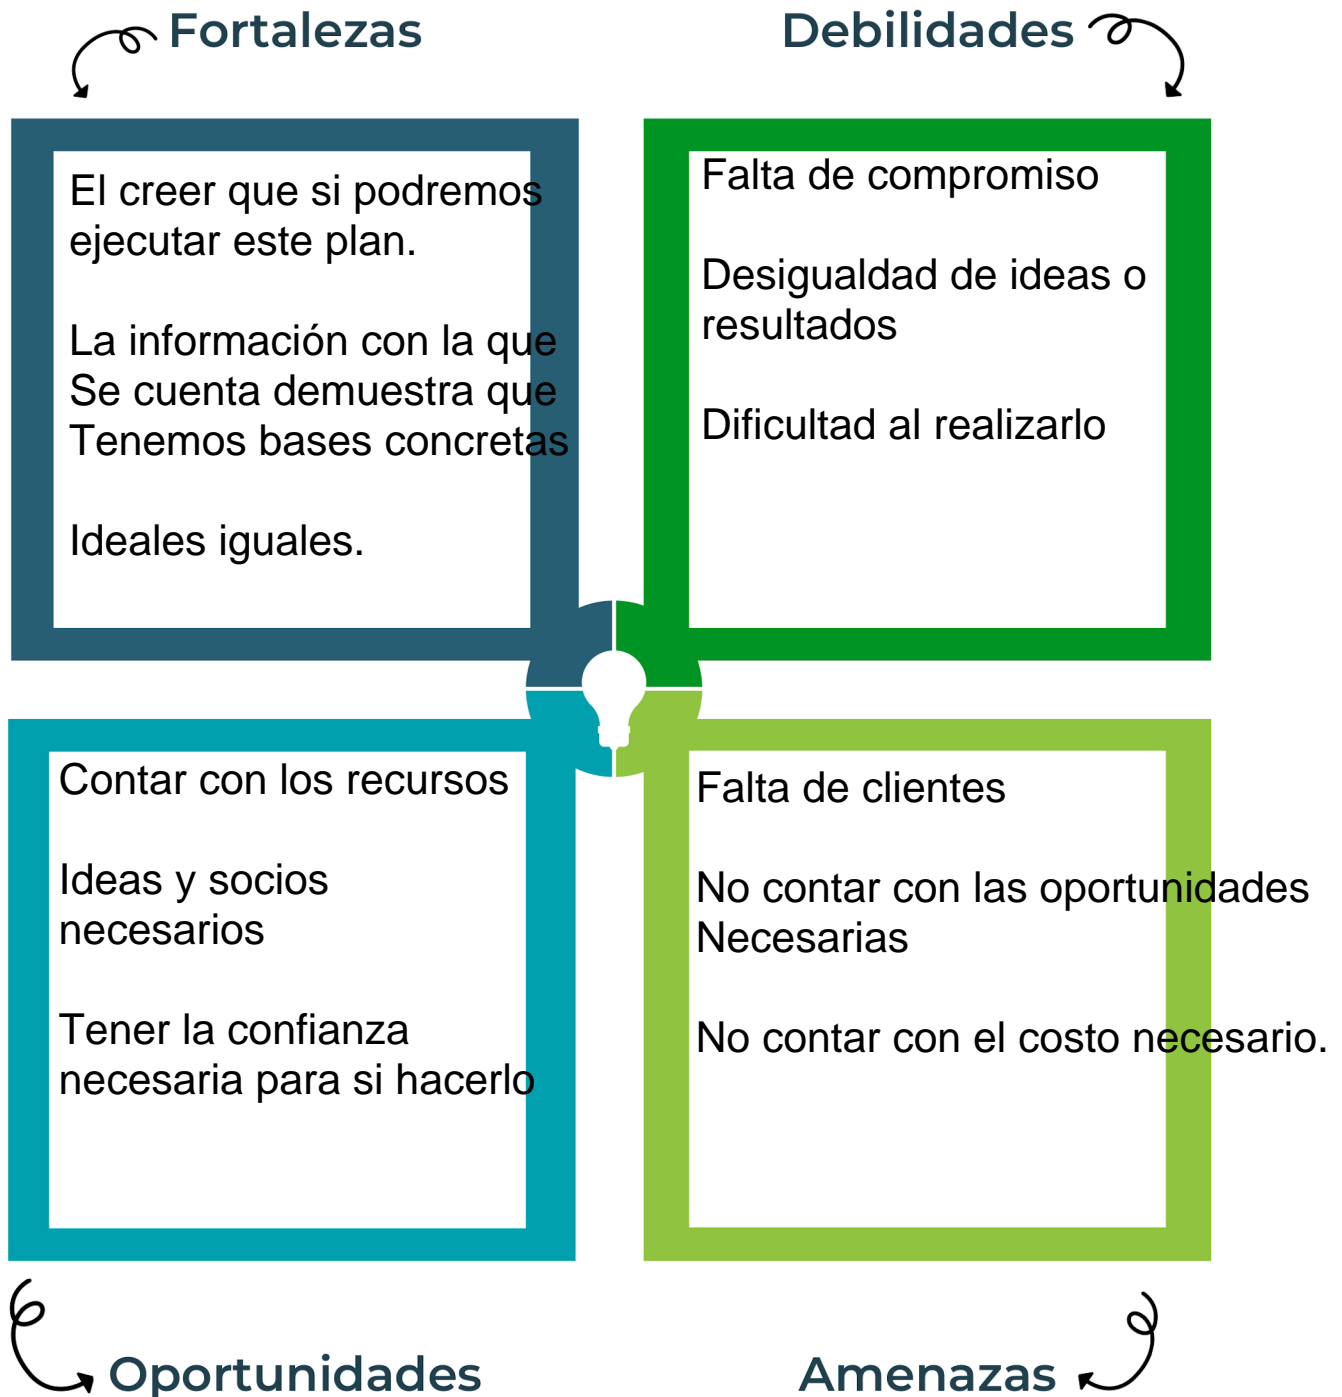 Fortalezas
El creer que si podremos
ejecutar este plan.
La información con la que
Se cuenta demuestra que
Tenemos bases concretas
Ideales iguales.
Debilidades
Falta de compromiso
Desigualdad de ideas o
resultados
Dificultad al realizarlo
Contar con los recursos
Ideas y socios
necesarios
Tener la confianza
necesaria para si hacerlo
Oportunidades
Falta de clientes
No contar con las oportunidades
Necesarias
No contar con el costo necesario.
Amenazas